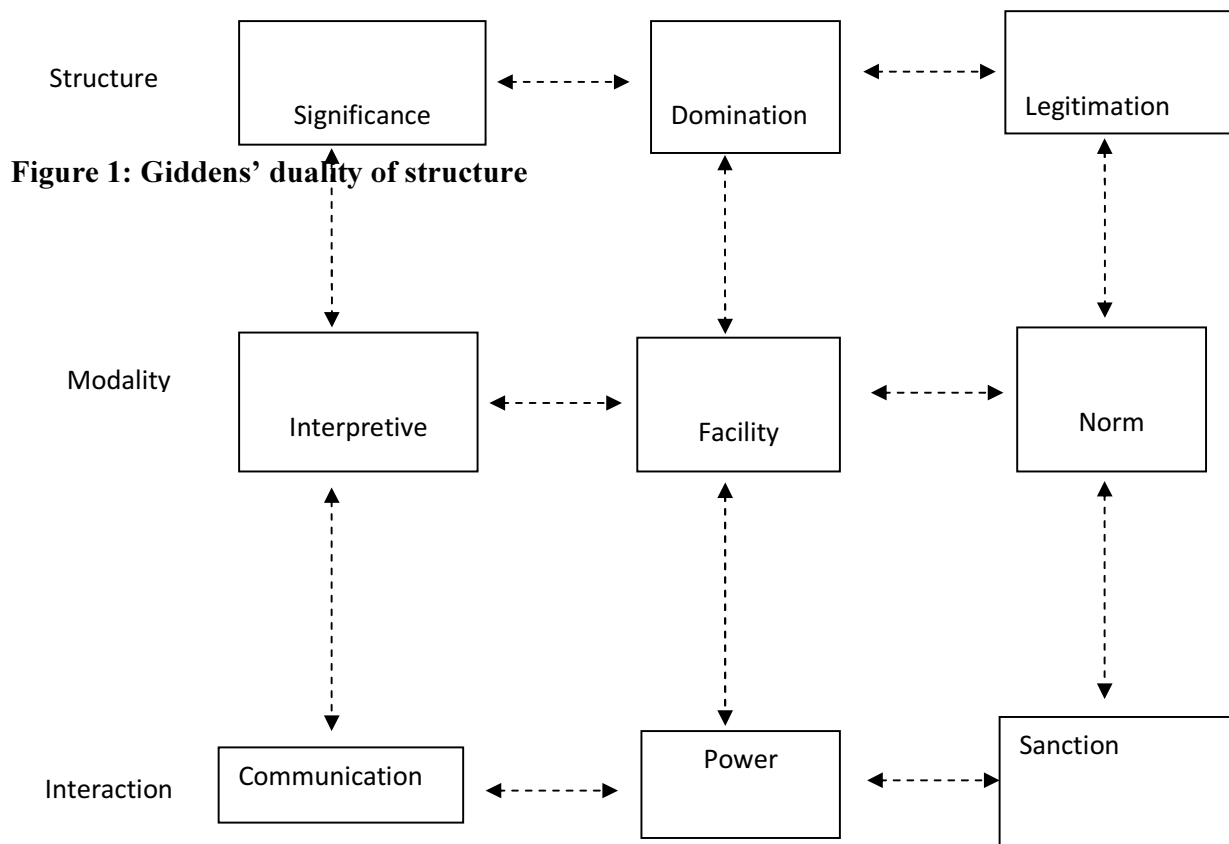 Structure
Significance
Domination
Legitimation
Figure 1: Giddens’ duality of structure
Modality
Interpretive
Facility
Norm
Interaction
Communication
Power
Sanction